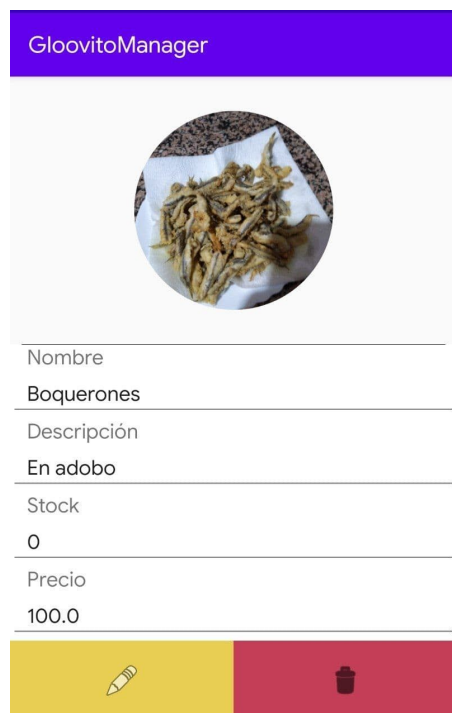 GloovitoManager
Nombre
Boquerones
Descripción
En adobo
Stock
0
Precio
100.0